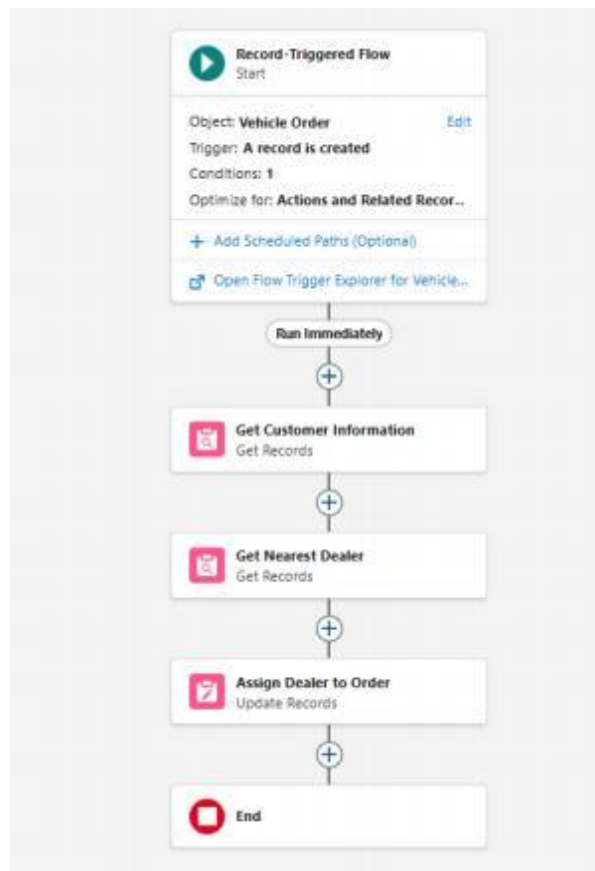 Record-Triggered Flow
Start
Object: Vehicle Order
Edit
Trigger: A record is created
Conditions: 1
Optimize for: Actions and Related Recor...
+ Add Scheduled Paths (Optional)
Open Flow Trigger Explorer for Vehicle...
Run Immediately
Get Customer Information
Get Records
Get Nearest Dealer
Get Records
Assign Dealer to Order
Update Records
End